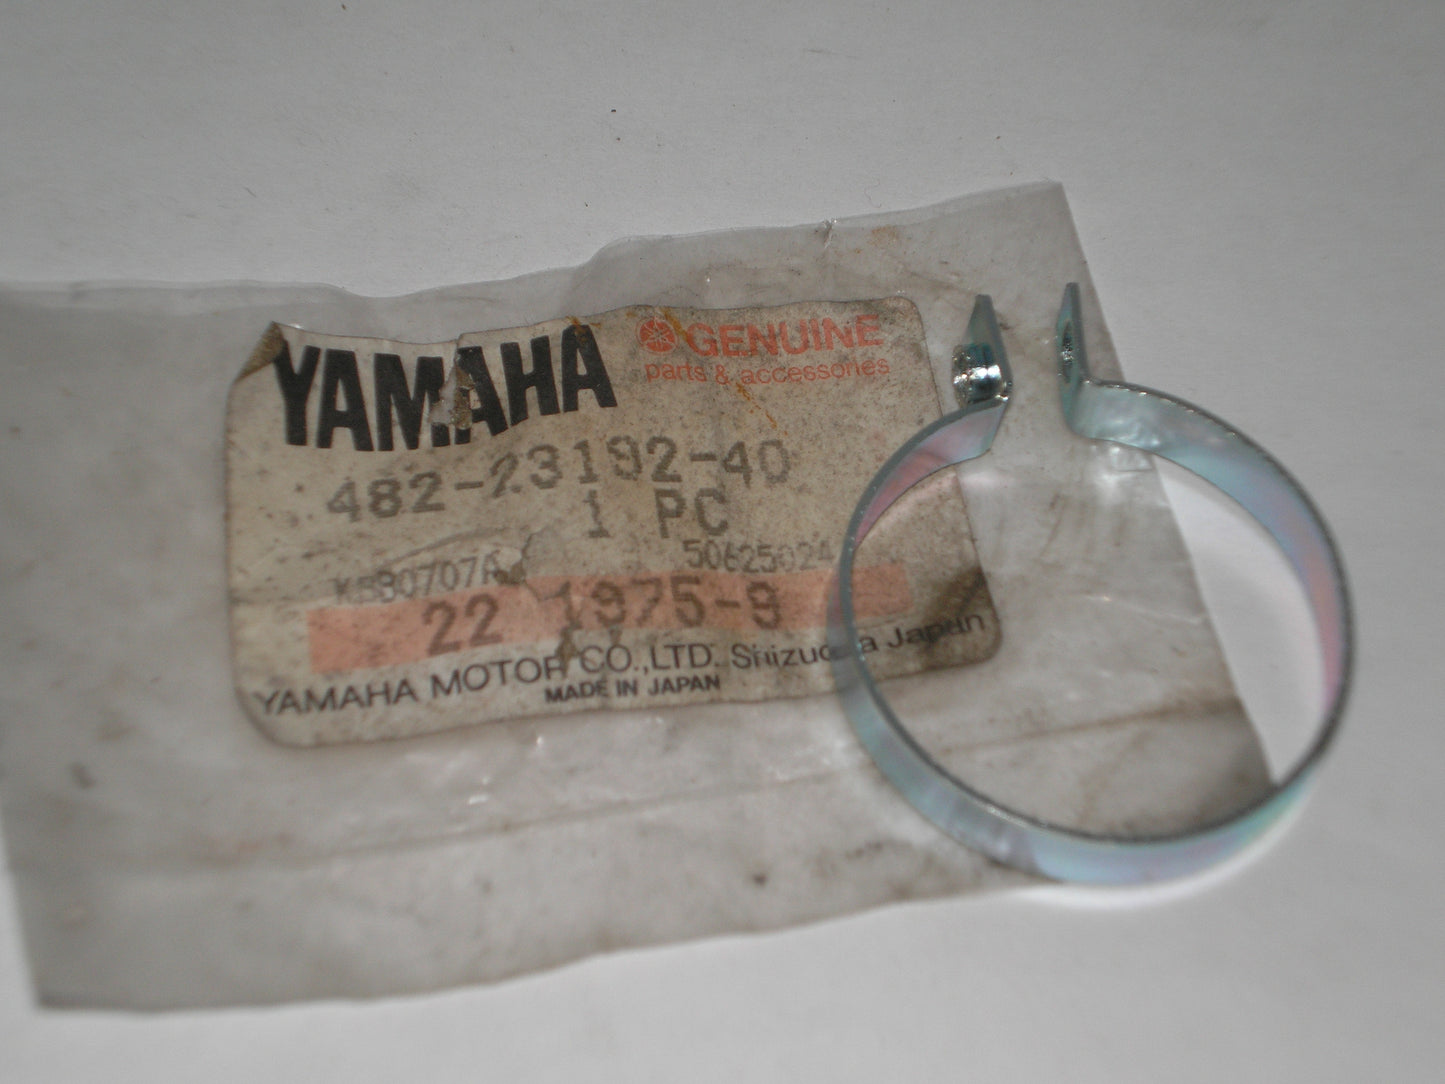 YAMAHA
GENUINE
parts & accessories
482-23192-40
1 PC
50625024
22 1975-9
YAMAHA MOTOR CO.,LTD. Shizuoka Japan
MADE IN JAPAN